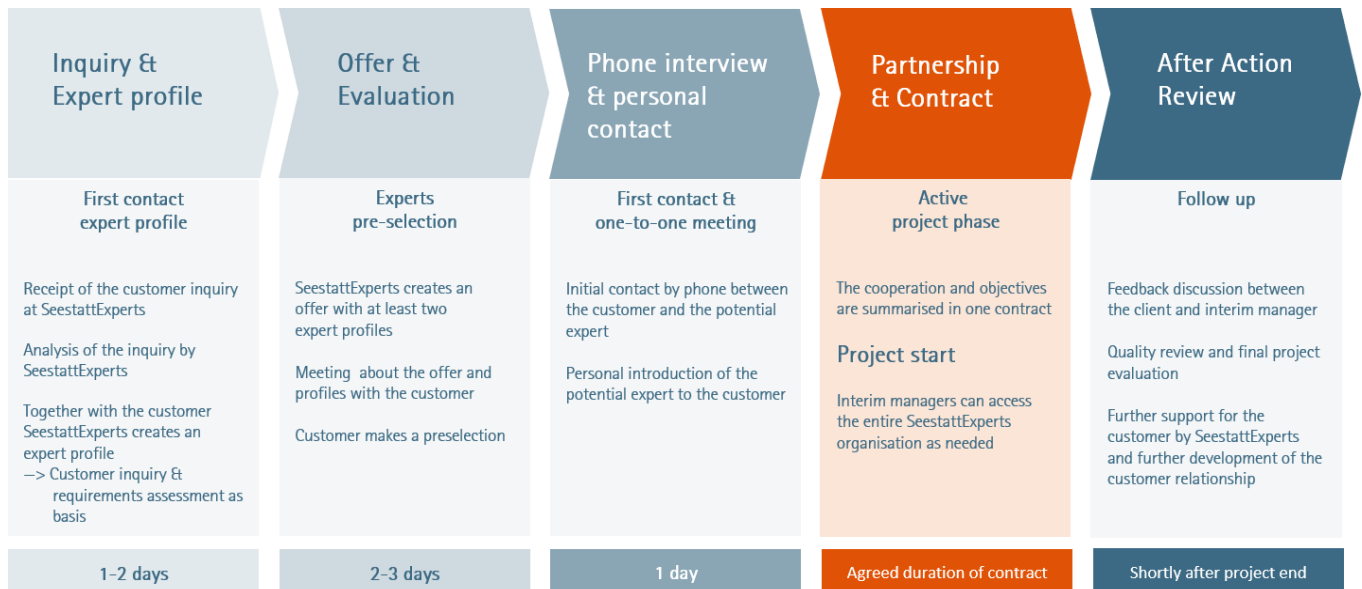 Inquiry &
Expert profile
First contact
expert profile
Receipt of the customer inquiry
at SeestattExperts
Analysis of the inquiry by
SeestattExperts
Together with the customer
SeestattExperts creates an
expert profile
—> Customer inquiry &
requirements assessment as
basis
1-2 days
Offer &
Evaluation
Experts
pre-selection
SeestattExperts creates an
offer with at least two
expert profiles
Meeting about the offer and
profiles with the customer
Customer makes a preselection
2-3 days
Phone interview
& personal
contact
First contact &
one-to-one meeting
Initial contact by phone between
the customer and the potential
expert
Personal introduction of the
potential expert to the customer
1 day
Partnership
& Contract
Active
project phase
The cooperation and objectives
are summarised in one contract
Project start
Interim managers can access
the entire SeestattExperts
organisation as needed
Agreed duration of contract
After Action
Review
Follow up
Feedback discussion between
the client and interim manager
Quality review and final project
evaluation
Further support for the
customer by SeestattExperts
and further development of the
customer relationship
Shortly after project end